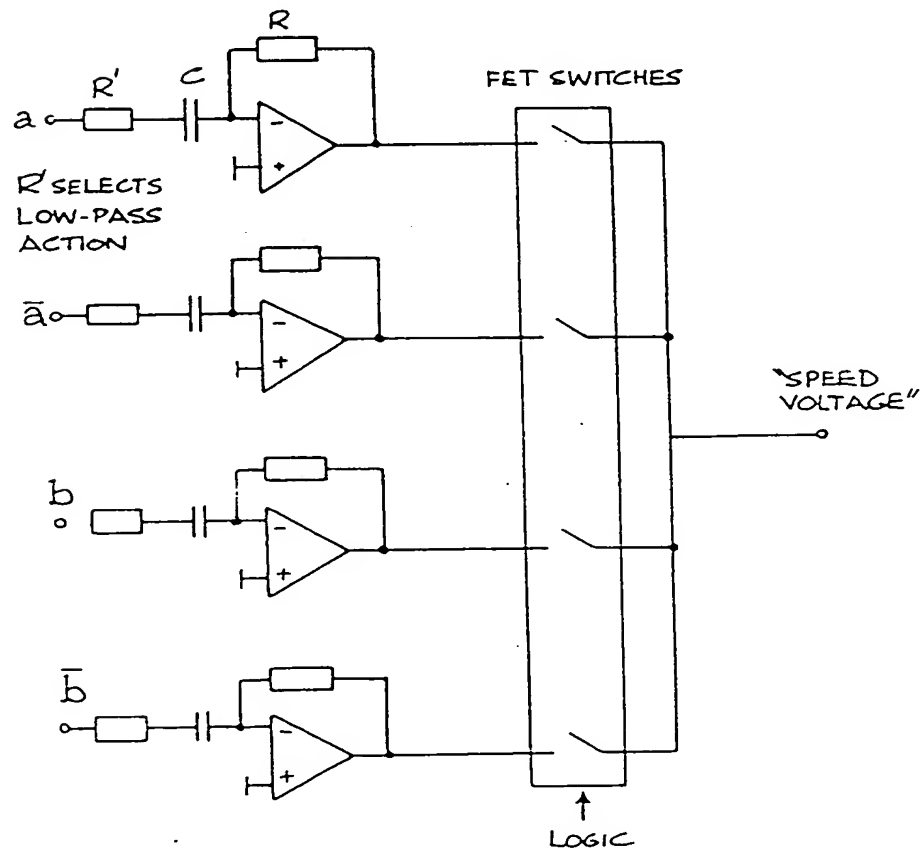 R
FET SWITCHES
R'
C
a
-
+
R' SELECTS
LOW-PASS
ACTION
a̅
-
+
"SPEED
VOLTAGE"
b
-
+
b̅
-
+
LOGIC